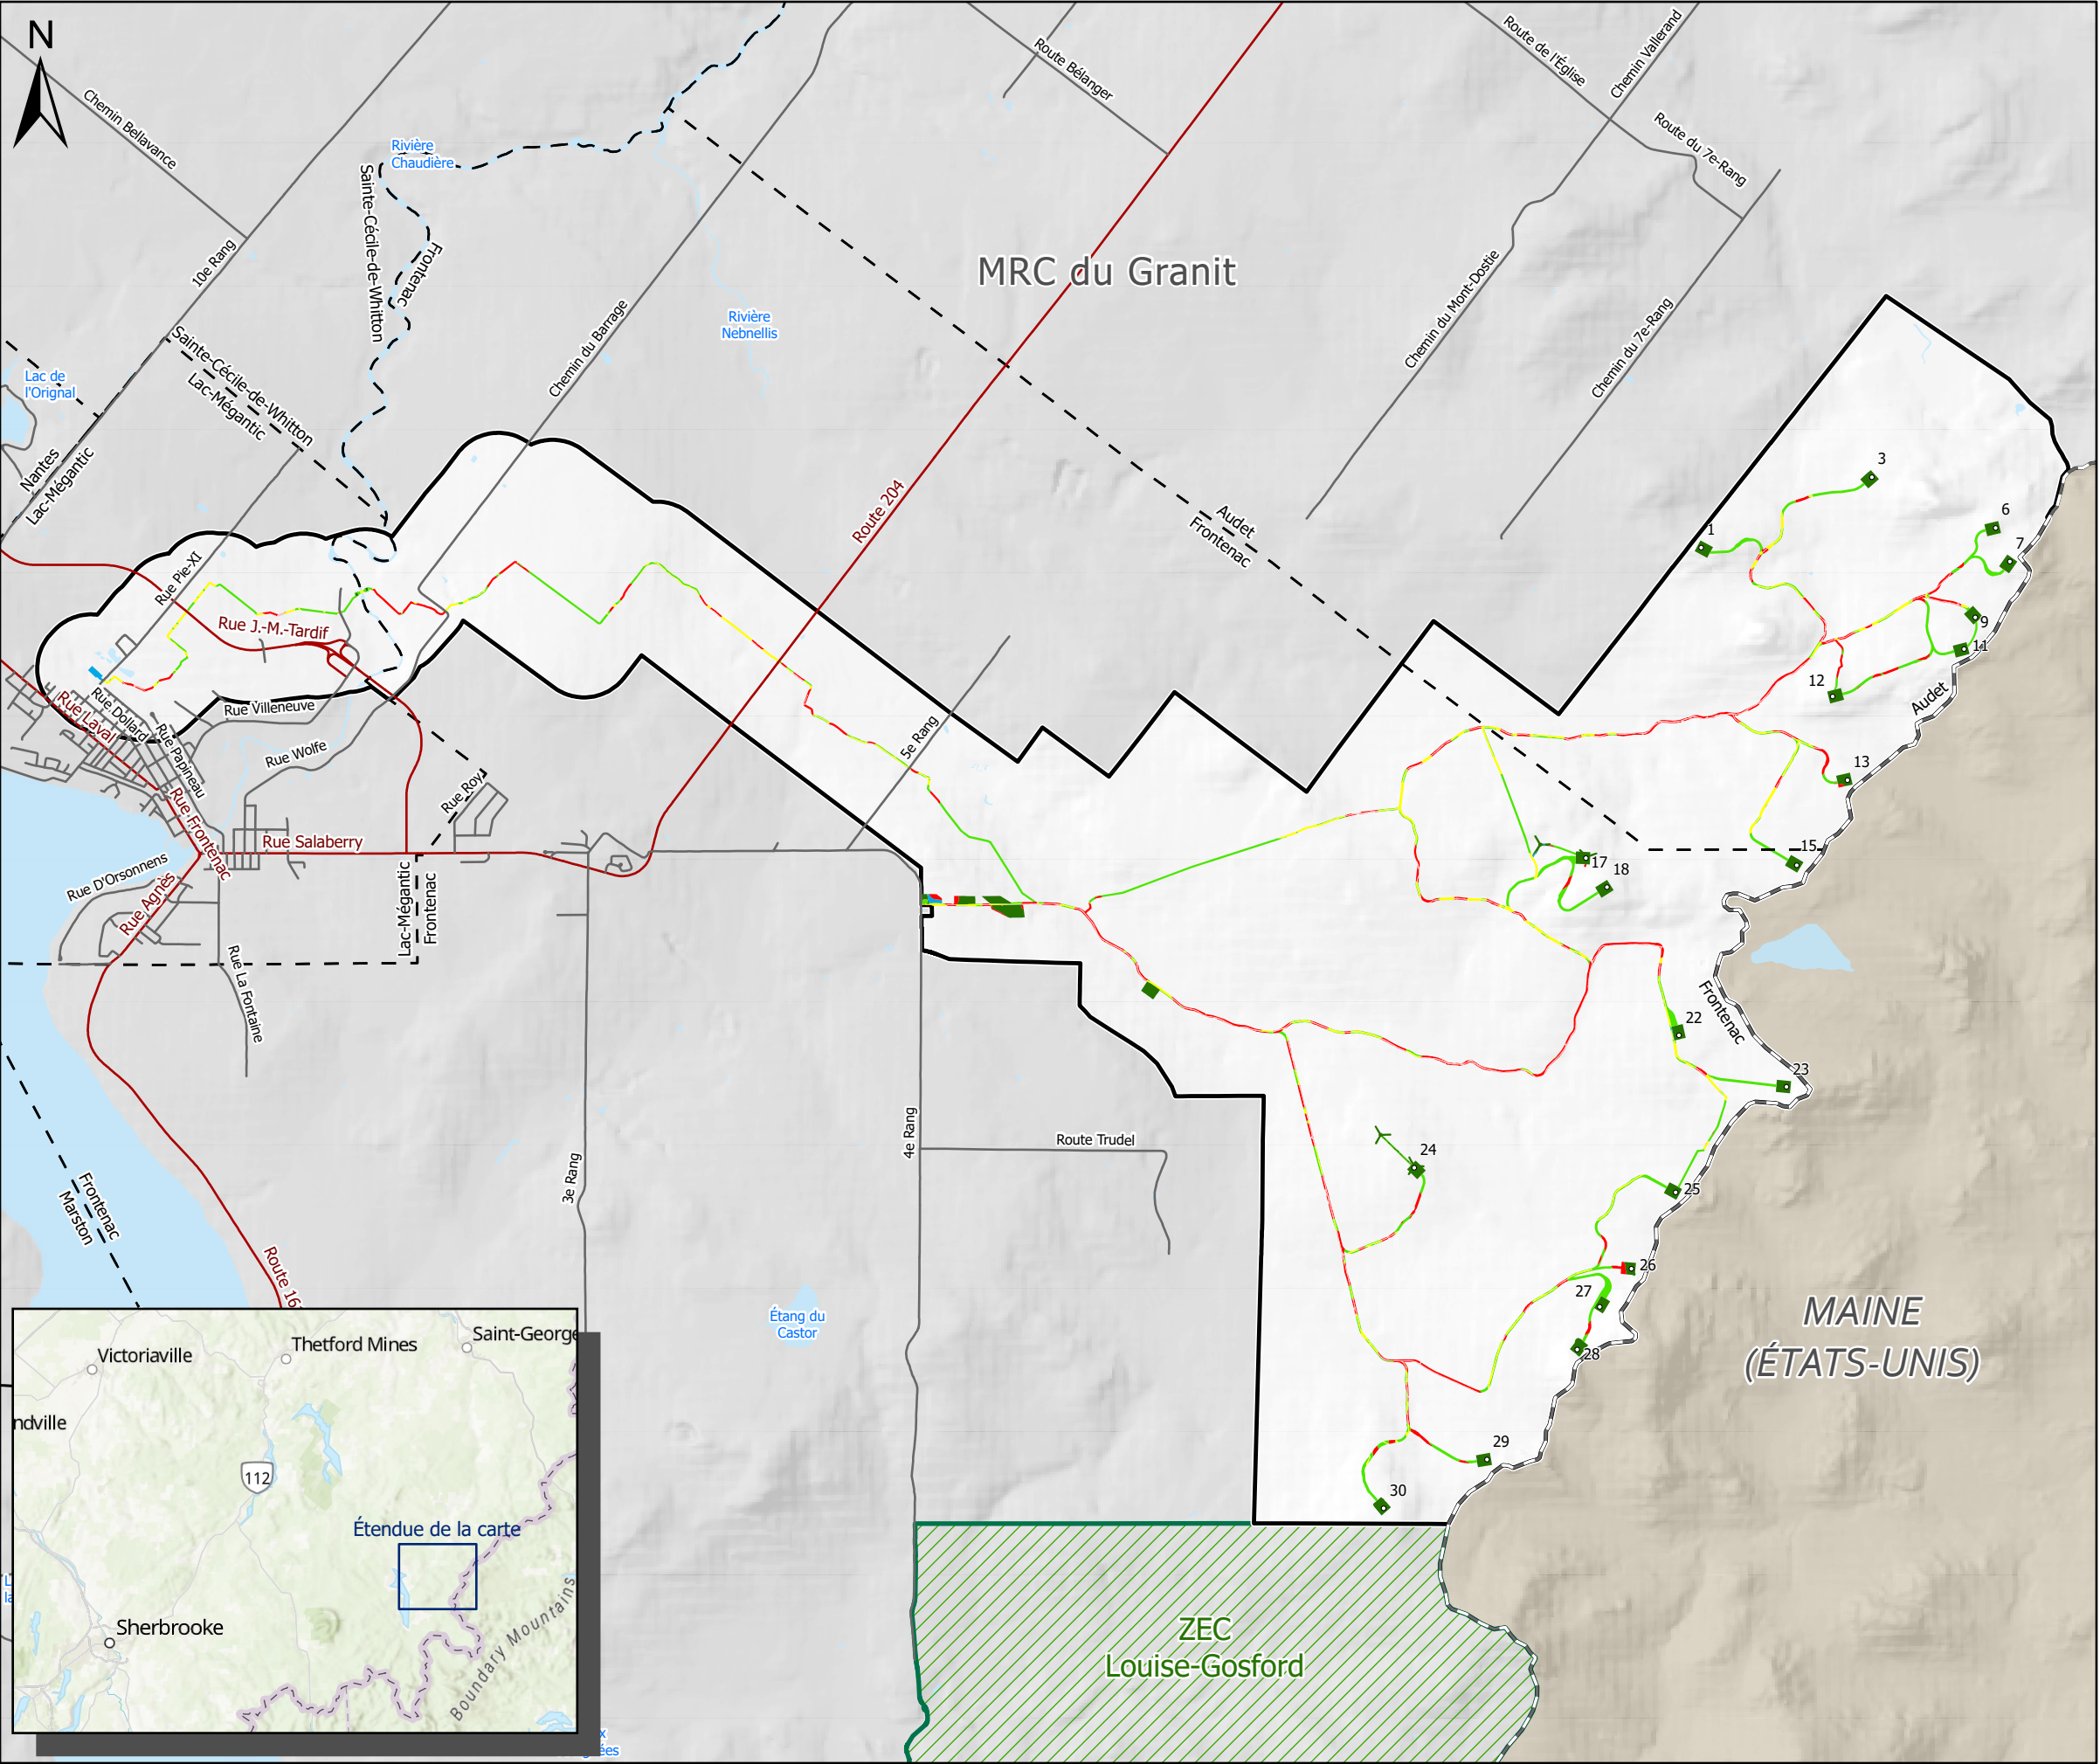 N
Chemin Bellavance
10e Rang
Rivière
Chaudière
Sainte-Cécile-de-Whitton
Frontenac
Route Bélanger
Route de l'Église
Chemin Vallerand
Route du 7e-Rang
MRC du Granit
Chemin du Mont-Dostie
Chemin du 7e-Rang
Rivière
Nebnellis
Chemin du Barrage
Sainte-Cécile-de-Whitton
Lac-Mégantic
Lac de
l'Orignal
Nantes
Lac-Mégantic
Route 204
Audet
Frontenac
Rue Pie-XI
Rue J.-M.-Tardif
Rue Laval
Rue Dollard
Rue Papineau
Rue Villeneuve
Rue Wolfe
Rue Frontenac
Rue Roy
Rue Salaberry
Rue D'Orsonnens
Rue Agnès
Lac-Mégantic
Frontenac
Rue La Fontaine
5e Rang
1
3
6
7
9
11
12
13
15
17
18
22
23
24
25
26
27
28
29
30
Audet
Frontenac
Route Trudel
4e Rang
3e Rang
Frontenac
Marston
Route 16
Étang du
Castor
MAINE
(ÉTATS-UNIS)
ZEC
Louise-Gosford
Victoriaville
Thetford Mines
Saint-George
ndville
112
Étendue de la carte
Sherbrooke
Boundary Mountains